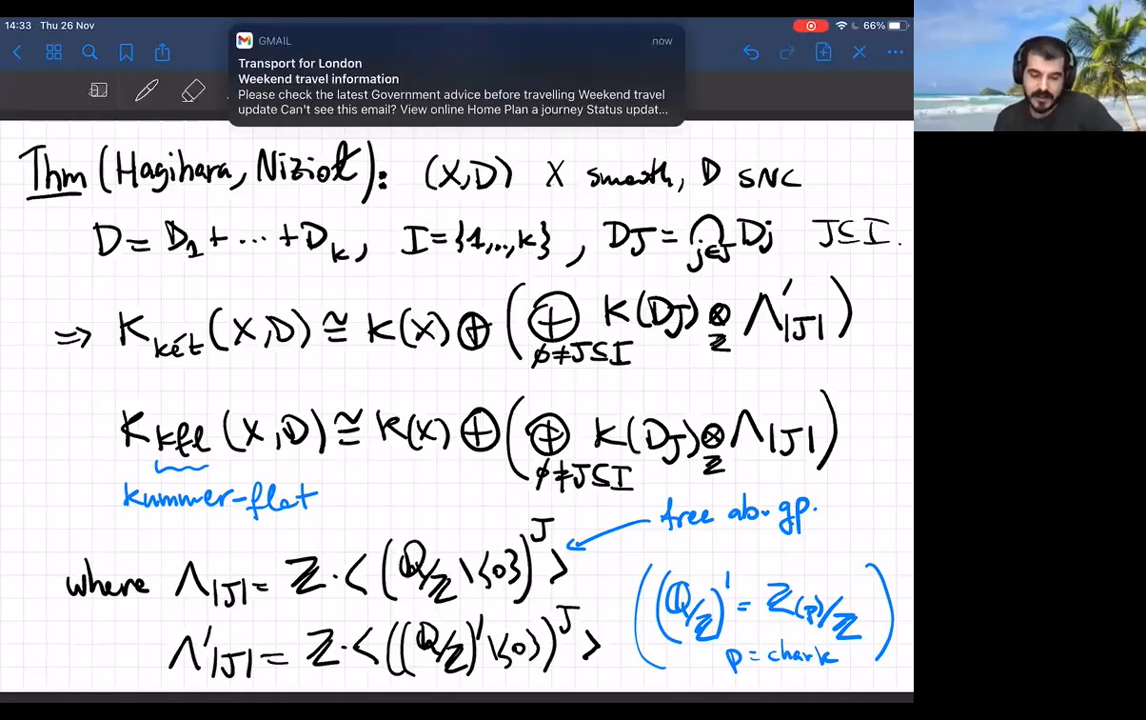 14:33 Thu 26 Nov
66%
GMAIL
now
Transport for London
Weekend travel information
Please check the latest Government advice before travelling Weekend travel
update Can't see this email? View online Home Plan a journey Status updat...
Thm (Hagihara, Nizioł): (X,D) X smooth, D SNC
D = D_1 + ... + D_k, I = {1,..,k}, D_J = ⋂_{j∈J} D_j J ⊆ I.
⇒ K_két (X,D) ≅ K(X) ⊕ (⊕_{∅≠J⊆I} K(D_J) ⊗_ℤ Λ'_{|J|})
K_kfl (X,D) ≅ K(X) ⊕ (⊕_{∅≠J⊆I} K(D_J) ⊗_ℤ Λ_{|J|})
kummer-flat
free ab. gp.
where Λ_{|J|} = ℤ·<(ℚ/ℤ \ {0})^J>
Λ'_{|J|} = ℤ·<((ℚ/ℤ)' \ {0})^J>
((ℚ/ℤ)' = ℤ_(p)/ℤ
p = char k)